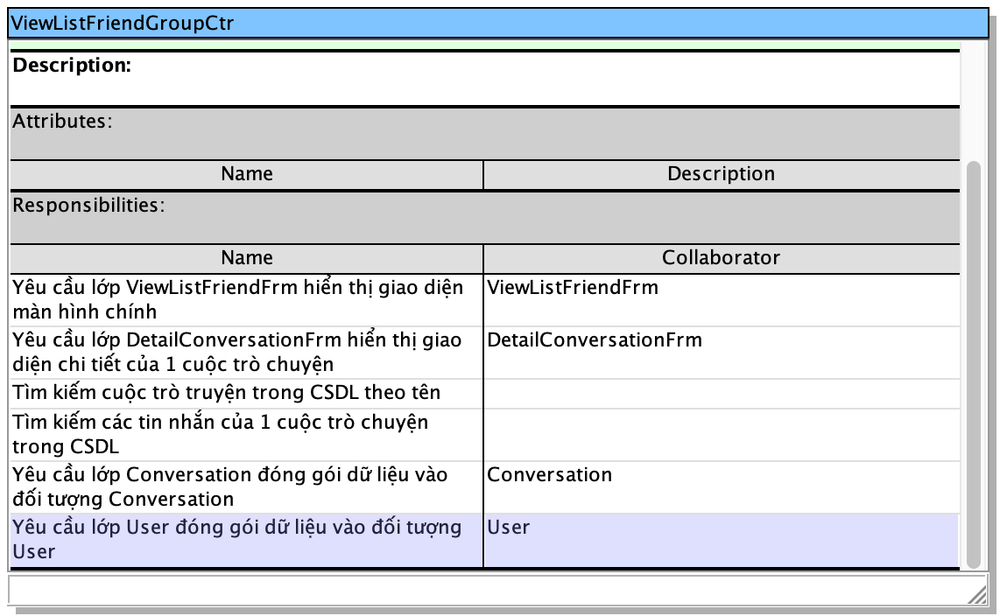 ViewListFriendGroupCtr
Description:
Attributes:
Name Description
Responsibilities:
Name Collaborator
Yêu cầu lớp ViewListFriendFrm hiển thị giao diện ViewListFriendFrm
màn hình chính
Yêu cầu lớp DetailConversationFrm hiển thị giao DetailConversationFrm
diện chi tiết của 1 cuộc trò chuyện
Tìm kiếm cuộc trò truyện trong CSDL theo tên
Tìm kiếm các tin nhắn của 1 cuộc trò chuyện
trong CSDL
Yêu cầu lớp Conversation đóng gói dữ liệu vào Conversation
đối tượng Conversation
Yêu cầu lớp User đóng gói dữ liệu vào đối tượng User
User